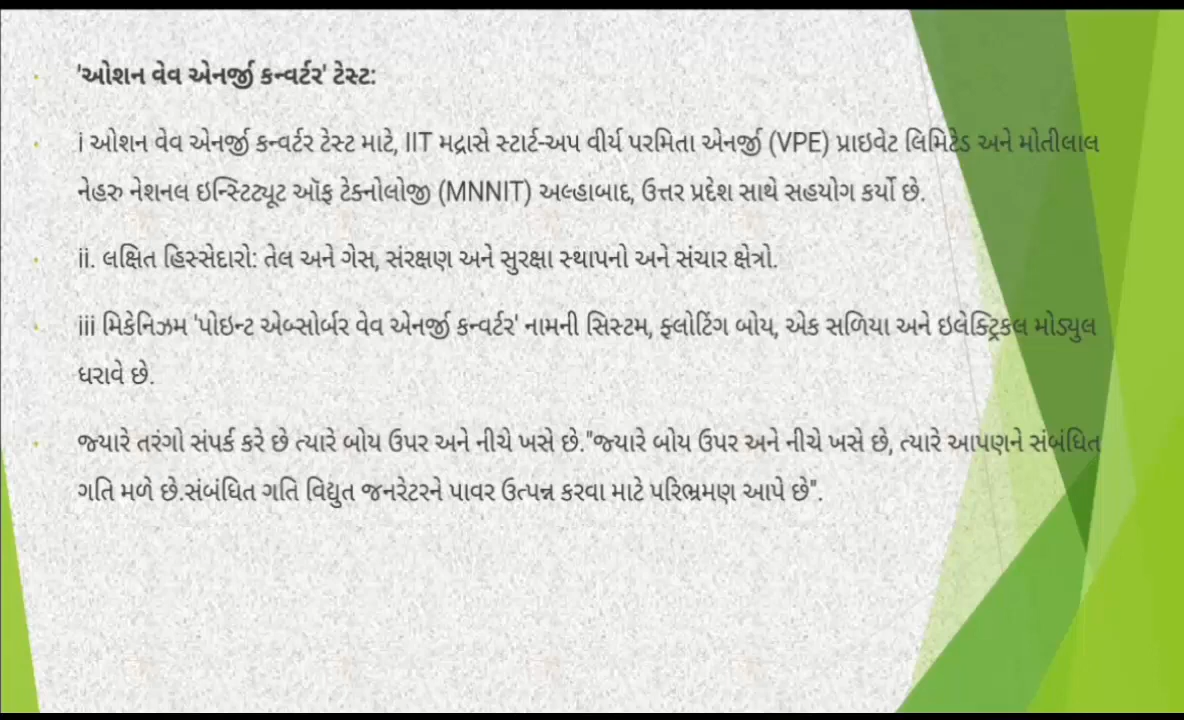 'ઓશન વેવ એનર્જી કન્વર્ટર' ટેસ્ટ:
i ઓશન વેવ એનર્જી કન્વર્ટર ટેસ્ટ માટે, IIT મદ્રાસે સ્ટાર્ટ-અપ વીર્ય પરમિતા એનર્જી (VPE) પ્રાઇવેટ લિમિટેડ અને મોતીલાલ
નેહરુ નેશનલ ઇન્સ્ટિટ્યૂટ ઑફ ટેક્નોલોજી (MNNIT) અલ્હાબાદ, ઉત્તર પ્રદેશ સાથે સહયોગ કર્યો છે.
ii. લક્ષિત હિસ્સેદારો: તેલ અને ગેસ, સંરક્ષણ અને સુરક્ષા સ્થાપનો અને સંચાર ક્ષેત્રો.
iii મિકેનિઝમ 'પોઇન્ટ એબ્સોર્બર વેવ એનર્જી કન્વર્ટર' નામની સિસ્ટમ, ફ્લોટિંગ બોય, એક સળિયા અને ઇલેક્ટ્રિકલ મોડ્યુલ
ધરાવે છે.
જ્યારે તરંગો સંપર્ક કરે છે ત્યારે બોય ઉપર અને નીચે ખસે છે."જ્યારે બોય ઉપર અને નીચે ખસે છે, ત્યારે આપણને સંબંધિત
ગતિ મળે છે.સંબંધિત ગતિ વિદ્યુત જનરેટરને પાવર ઉત્પન્ન કરવા માટે પરિભ્રમણ આપે છે".